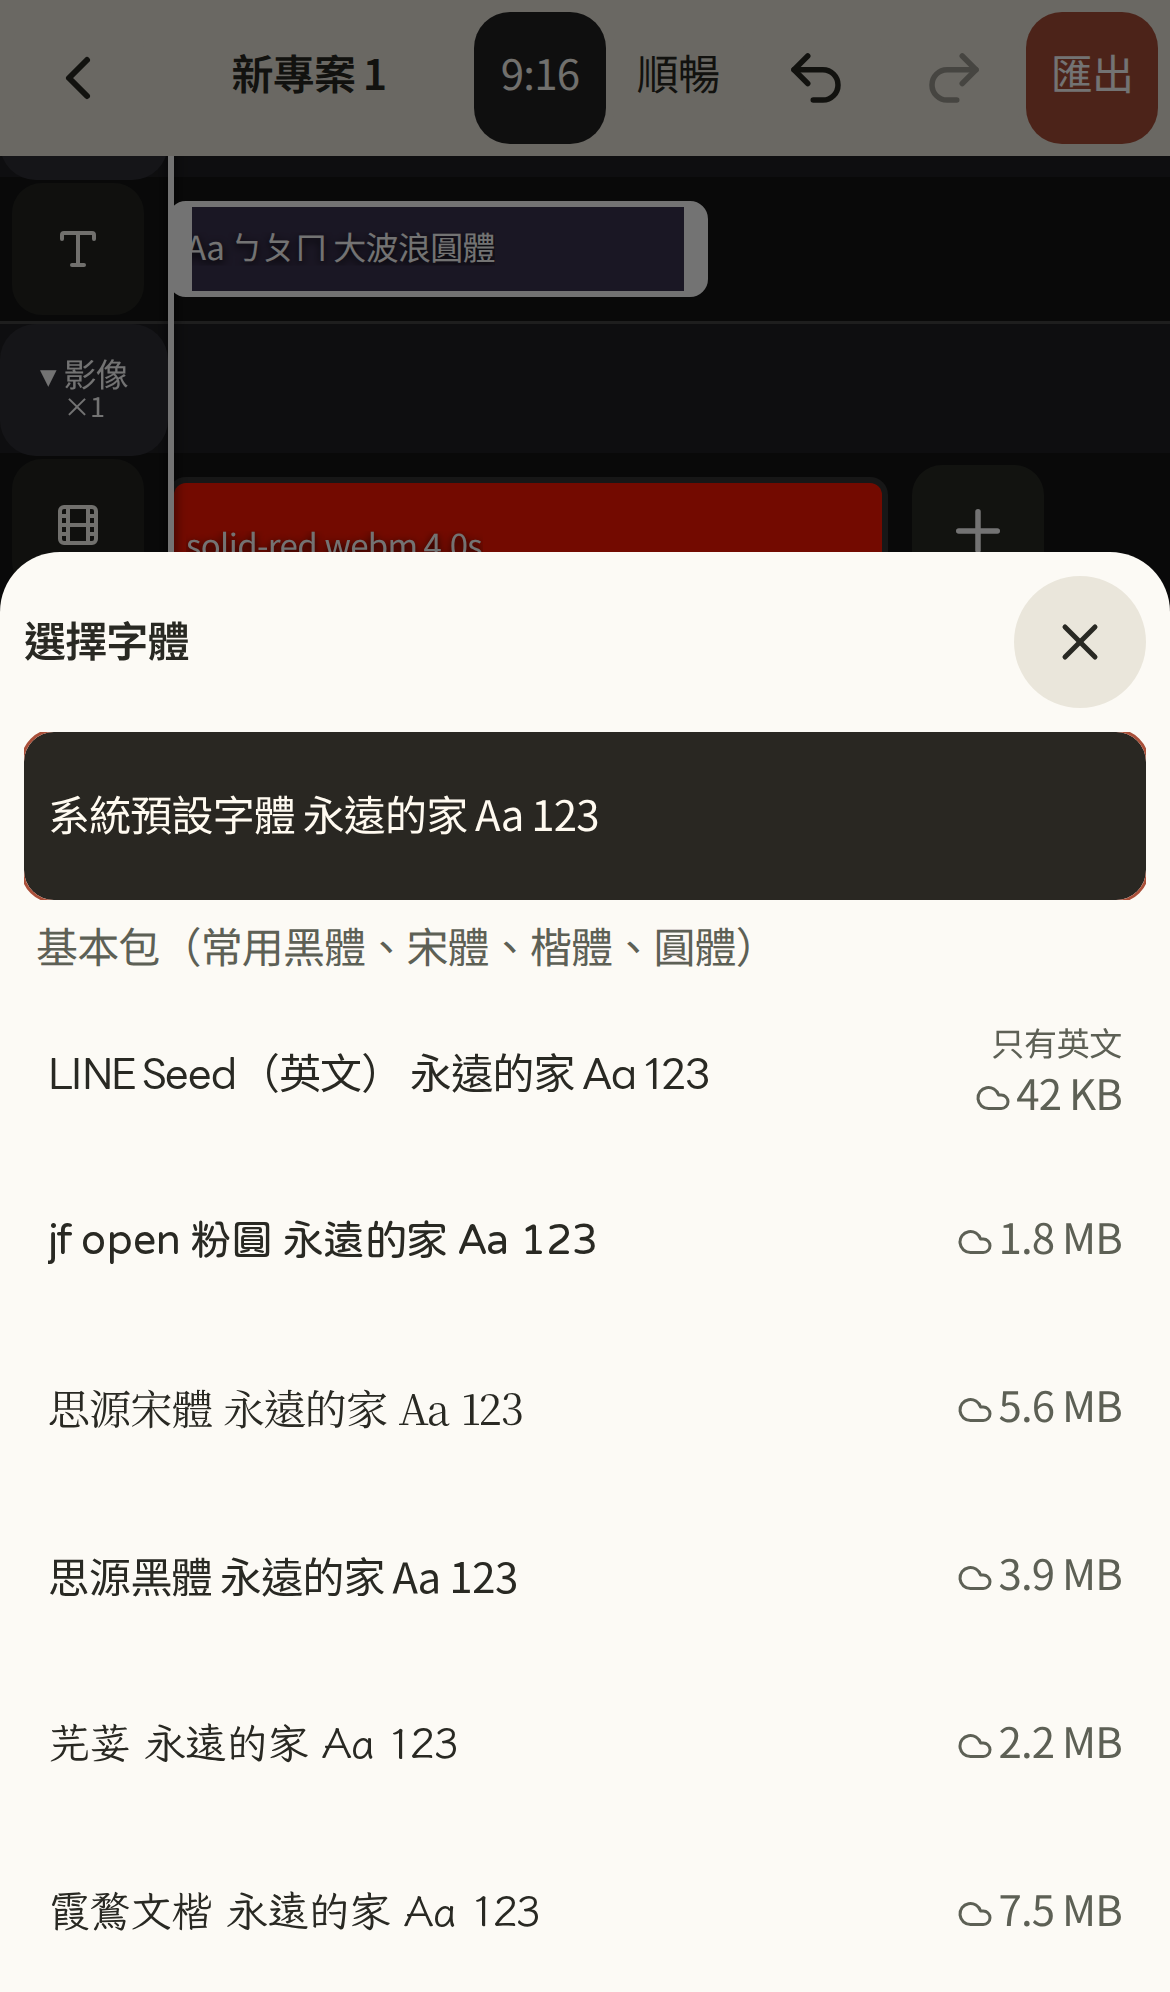 新專案 1
9:16
順暢
匯出
Aa ㄅㄆㄇ 大波浪圓體
▾ 影像
×1
solid-red.webm 4.0s
選擇字體
系統預設字體 永遠的家 Aa 123
基本包（常用黑體、宋體、楷體、圓體）
LINE Seed（英文） 永遠的家 Aa 123
只有英文
42 KB
jf open 粉圓 永遠的家 Aa 123
1.8 MB
思源宋體 永遠的家 Aa 123
5.6 MB
思源黑體 永遠的家 Aa 123
3.9 MB
芫荽 永遠的家 Aa 123
2.2 MB
霞鶩文楷 永遠的家 Aa 123
7.5 MB